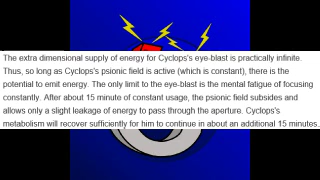 The extra dimensional supply of energy for Cyclops's eye-blast is practically infinite.
Thus, so long as Cyclops's psionic field is active (which is constant), there is the
potential to emit energy. The only limit to the eye-blast is the mental fatigue of focusing
constantly. After about 15 minute of constant usage, the psionic field subsides and
allows only a slight leakage of energy to pass through the aperture. Cyclops's
metabolism will recover sufficiently for him to continue in about an additional 15 minutes.